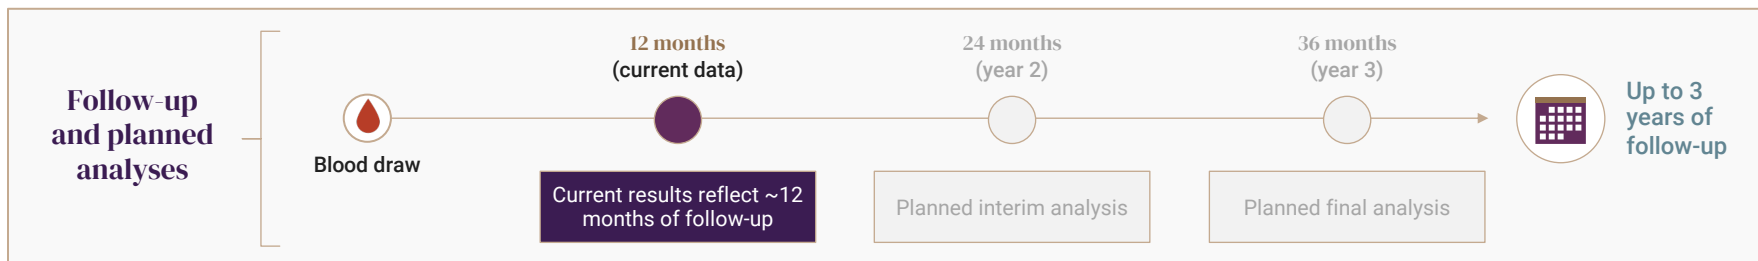 Follow-up
and planned
analyses
Blood draw
12 months
(current data)
Current results reflect ~12
months of follow-up
24 months
(year 2)
Planned interim analysis
36 months
(year 3)
Planned final analysis
Up to 3
years of
follow-up